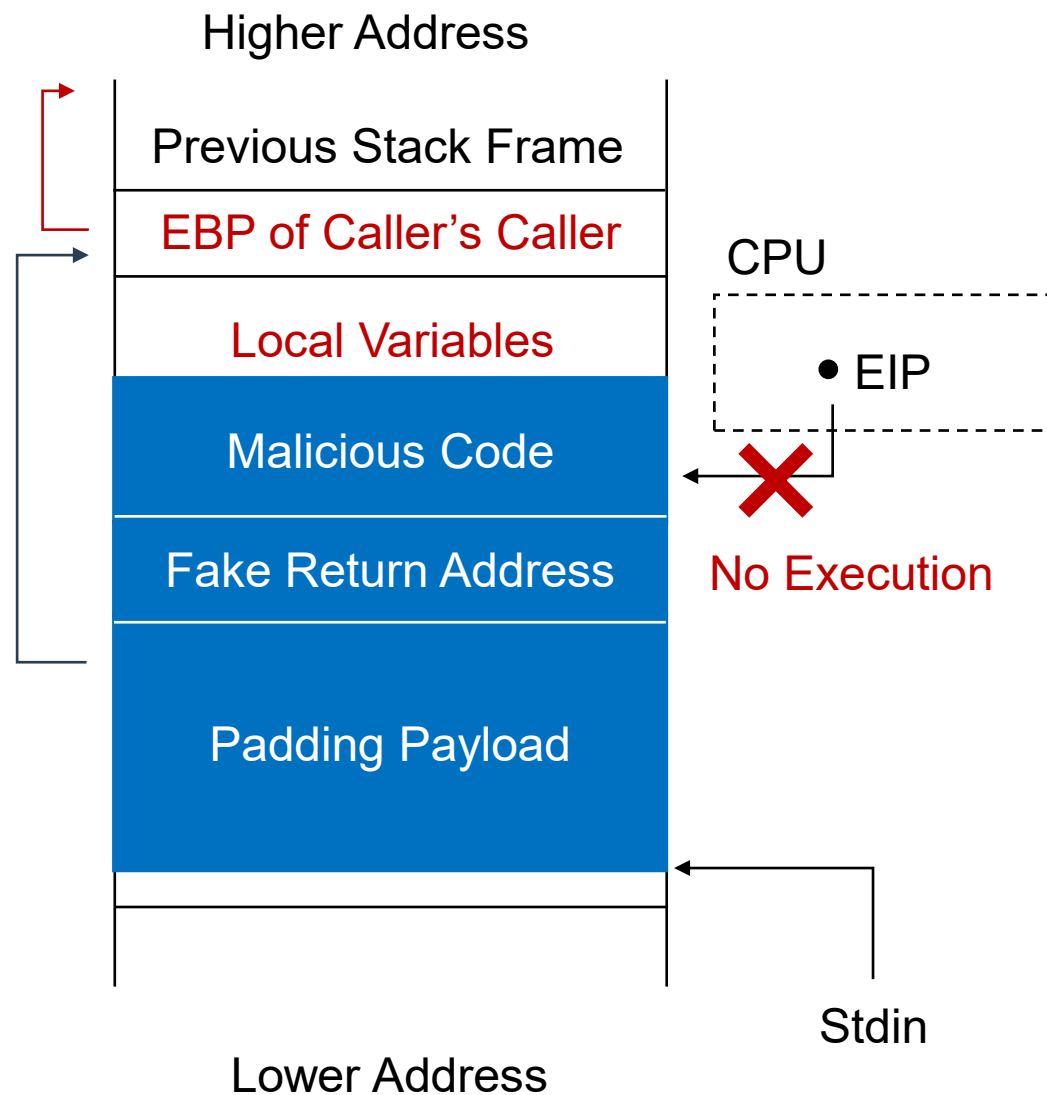 Higher Address
Previous Stack Frame
EBP of Caller’s Caller
CPU
Local Variables
EIP
Malicious Code
Fake Return Address
No Execution
Padding Payload
Stdin
Lower Address